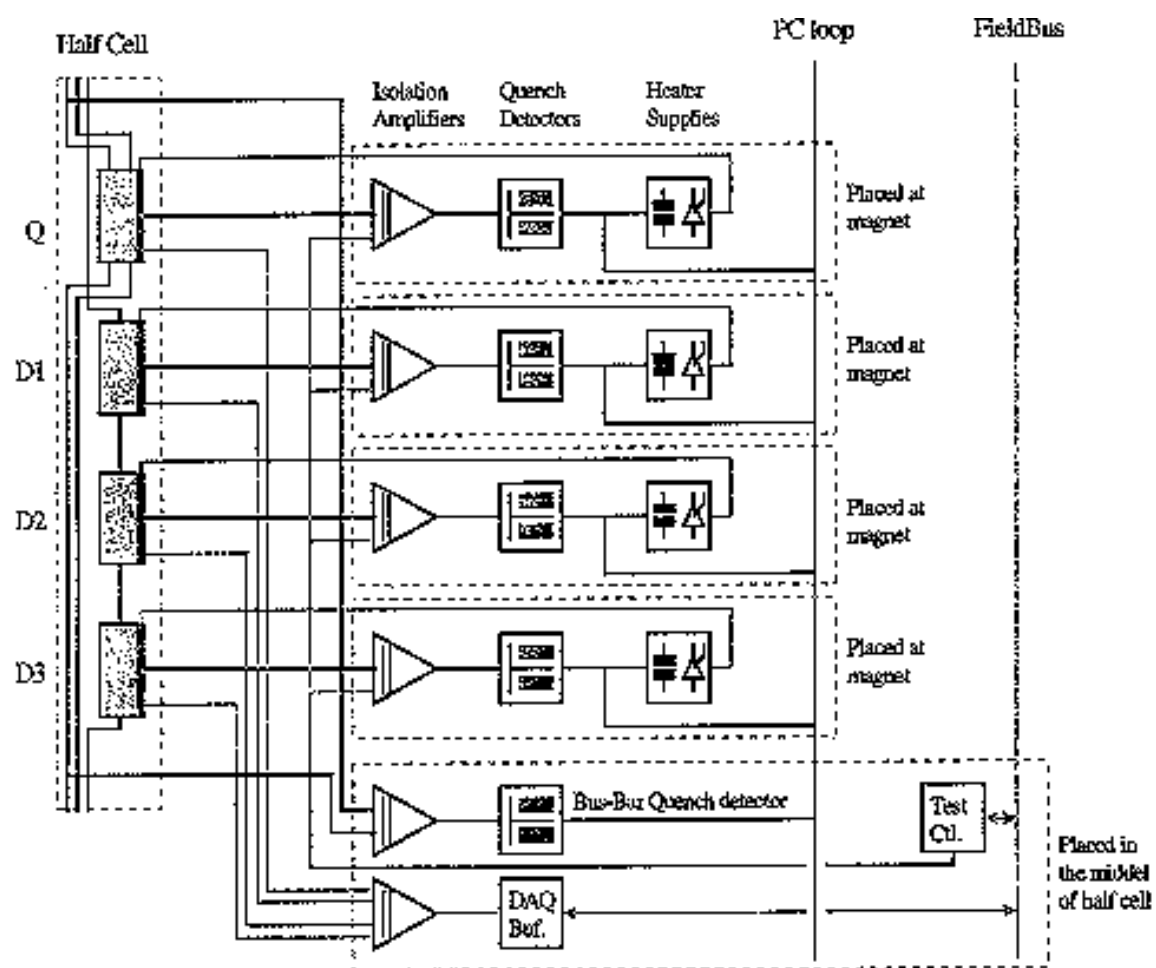 Half Cell
PC loop
FieldBus
Isolation
Amplifiers
Quench
Detectors
Heater
Supplies
Q
Placed at
magnet
D1
Placed at
magnet
D2
Placed at
magnet
D3
Placed at
magnet
Bus-Bar Quench detector
Test
Ctl.
Placed in
the middel
of half cell
DAQ
Buf.